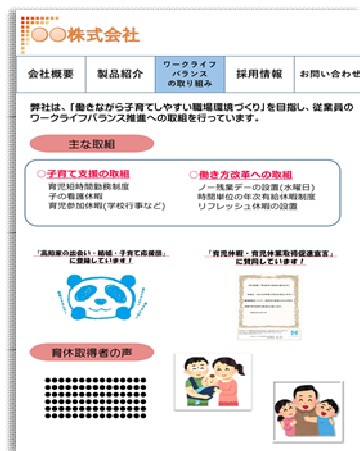 ○○株式会社
会社概要
製品紹介
ワークライフ
バランス
の取り組み
採用情報
お問い合わせ
弊社は、「働きながら子育てしやすい職場環境づくり」を目指し、従業員の
ワークライフバランス推進への取組を行っています。
主な取組
○子育て支援の取組
育児短時間勤務制度
子の看護休暇
育児参加休暇(学校行事など)
○働き方改革への取組
ノー残業デーの設置(水曜日)
時間単位の年次有給休暇制度
リフレッシュ休暇の設置
「高知家の出会い・結婚・子育て応援団」
に登録しています！
「育児休暇・育児休業取得促進宣言」
に賛同しています！
育休取得者の声